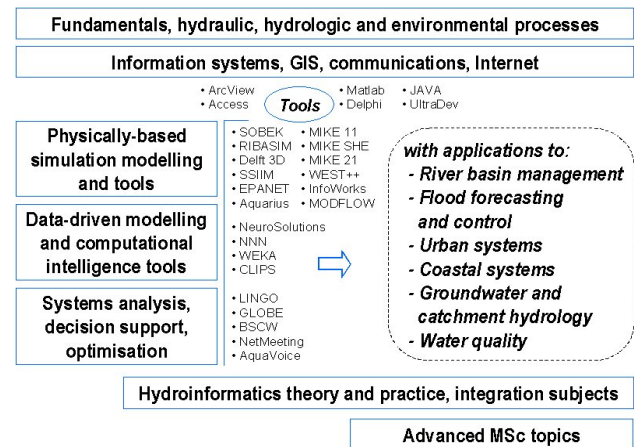 Fundamentals, hydraulic, hydrologic and environmental processes
Information systems, GIS, communications, Internet
• ArcView
• Access
Tools
• Matlab
• Delphi
• JAVA
• UltraDev
Physically-based
simulation modelling
and tools
• SOBEK
• RIBASIM
• Delft 3D
• SSIIM
• EPANET
• Aquarius
• MIKE 11
• MIKE SHE
• MIKE 21
• WEST++
• InfoWorks
• MODFLOW
Data-driven modelling
and computational
intelligence tools
• NeuroSolutions
• NNN
• WEKA
• CLIPS
Systems analysis,
decision support,
optimisation
• LINGO
• GLOBE
• BSCW
• NetMeeting
• AquaVoice
with applications to:
- River basin management
- Flood forecasting
and control
- Urban systems
- Coastal systems
- Groundwater and
catchment hydrology
- Water quality
Hydroinformatics theory and practice, integration subjects
Advanced MSc topics